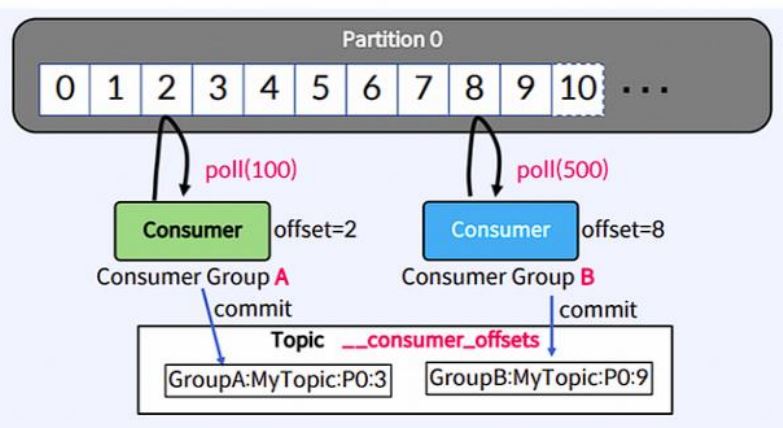 Partition 0
0 1 2 3 4 5 6 7 8 9 10 ...
poll(100) poll(500)
Consumer offset=2 Consumer offset=8
Consumer Group A Consumer Group B
commit commit
Topic __consumer_offsets
GroupA:MyTopic:P0:3 GroupB:MyTopic:P0:9